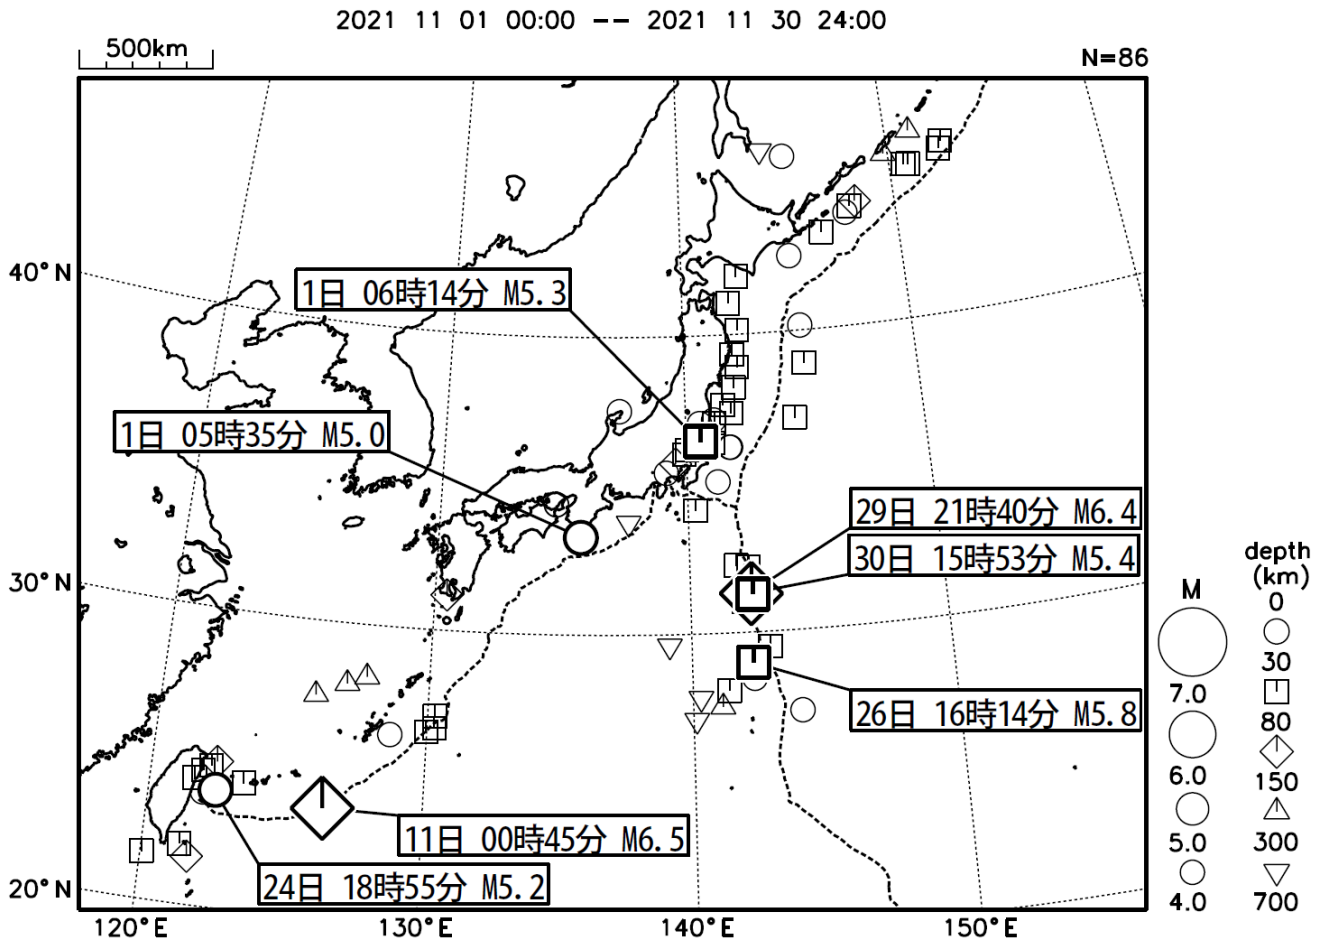 2021 11 01 00:00 -- 2021 11 30 24:00
500km
N=86
40°N
1日 06時14分 M5.3
1日 05時35分 M5.0
29日 21時40分 M6.4
30日 15時53分 M5.4
30°N
26日 16時14分 M5.8
11日 00時45分 M6.5
24日 18時55分 M5.2
20°N
120°E 130°E 140°E 150°E
M
7.0
6.0
5.0
4.0
depth
(km)
0
30
80
150
300
700